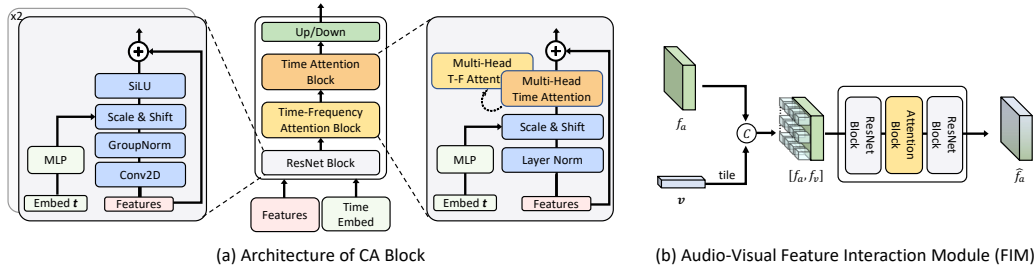 x2
SiLU
Scale & Shift
GroupNorm
Conv2D
Features
MLP
Embed t
Up/Down
Time Attention
Block
Time-Frequency
Attention Block
ResNet Block
Features
Time
Embed
Multi-Head
T-F Attenti
Multi-Head
Time Attention
Scale & Shift
Layer Norm
Features
MLP
Embed t
(a) Architecture of CA Block
f_a
C
tile
v
[f_a, f_v]
ResNet
Block
Attention
Block
ResNet
Block
f̂_a
(b) Audio-Visual Feature Interaction Module (FIM)